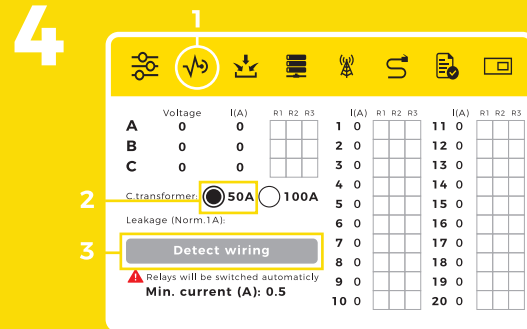 4
1
Voltage I(A) R1 R2 R3 I(A) R1 R2 R3 I(A) R1 R2 R3
A 0 0 1 0 11 0
B 0 0 2 0 12 0
C 0 0 3 0 13 0
4 0 14 0
2 C.transformer: 50A 100A 5 0 15 0
Leakage (Norm.1A): 6 0 16 0
3 Detect wiring 7 0 17 0
8 0 18 0
Relays will be switched automaticly 9 0 19 0
Min. current (A): 0.5 10 0 20 0